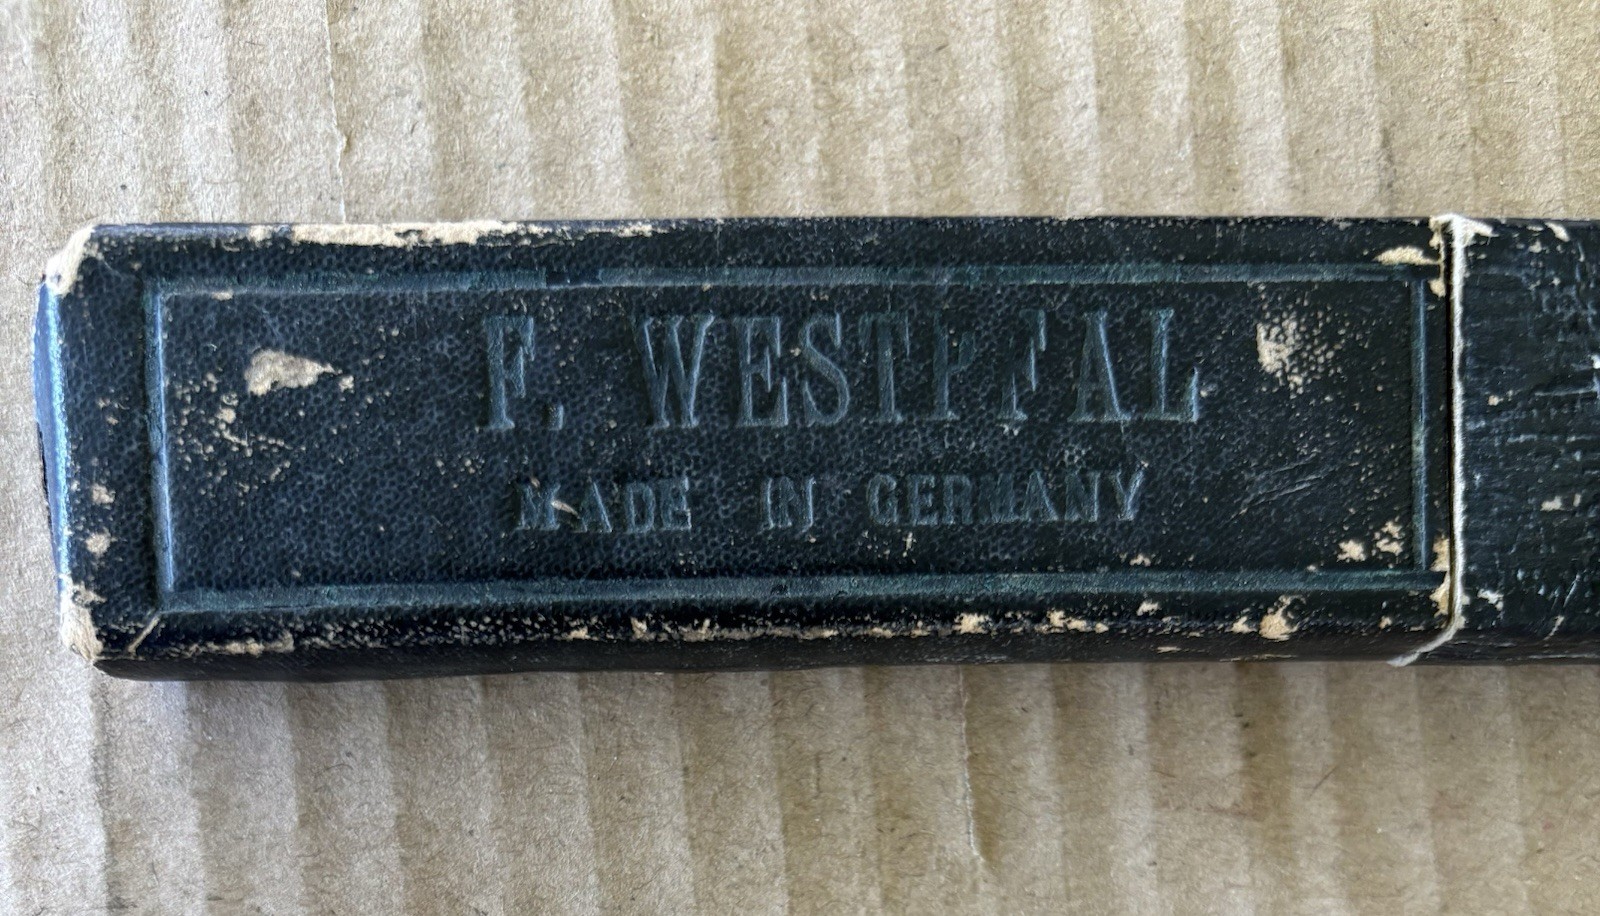 F. WESTPFAL
MADE IN GERMANY